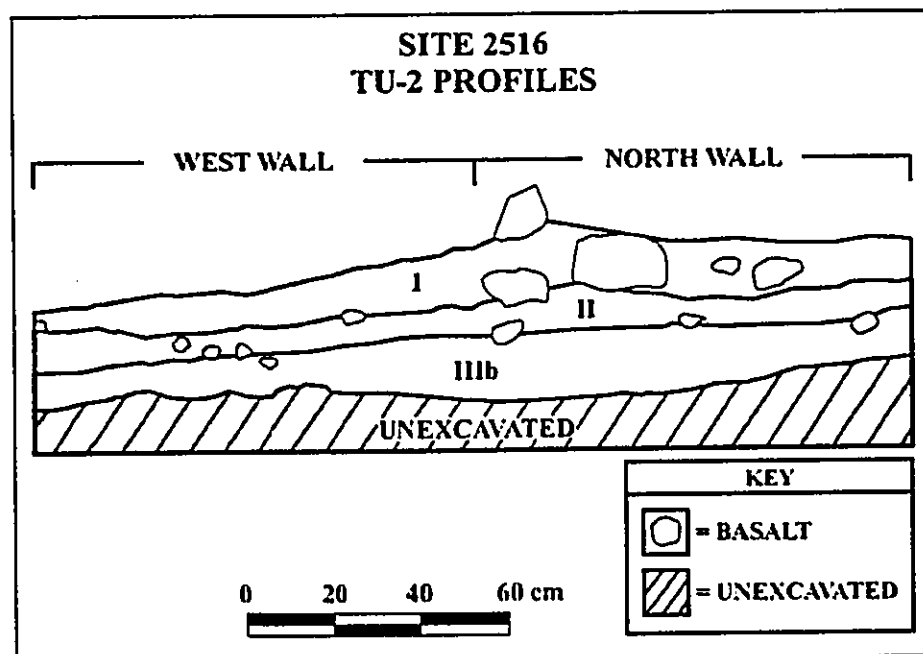 SITE 2516
TU-2 PROFILES
WEST WALL
NORTH WALL
I
II
IIIb
UNEXCAVATED
KEY
= BASALT
= UNEXCAVATED
0 20 40 60 cm